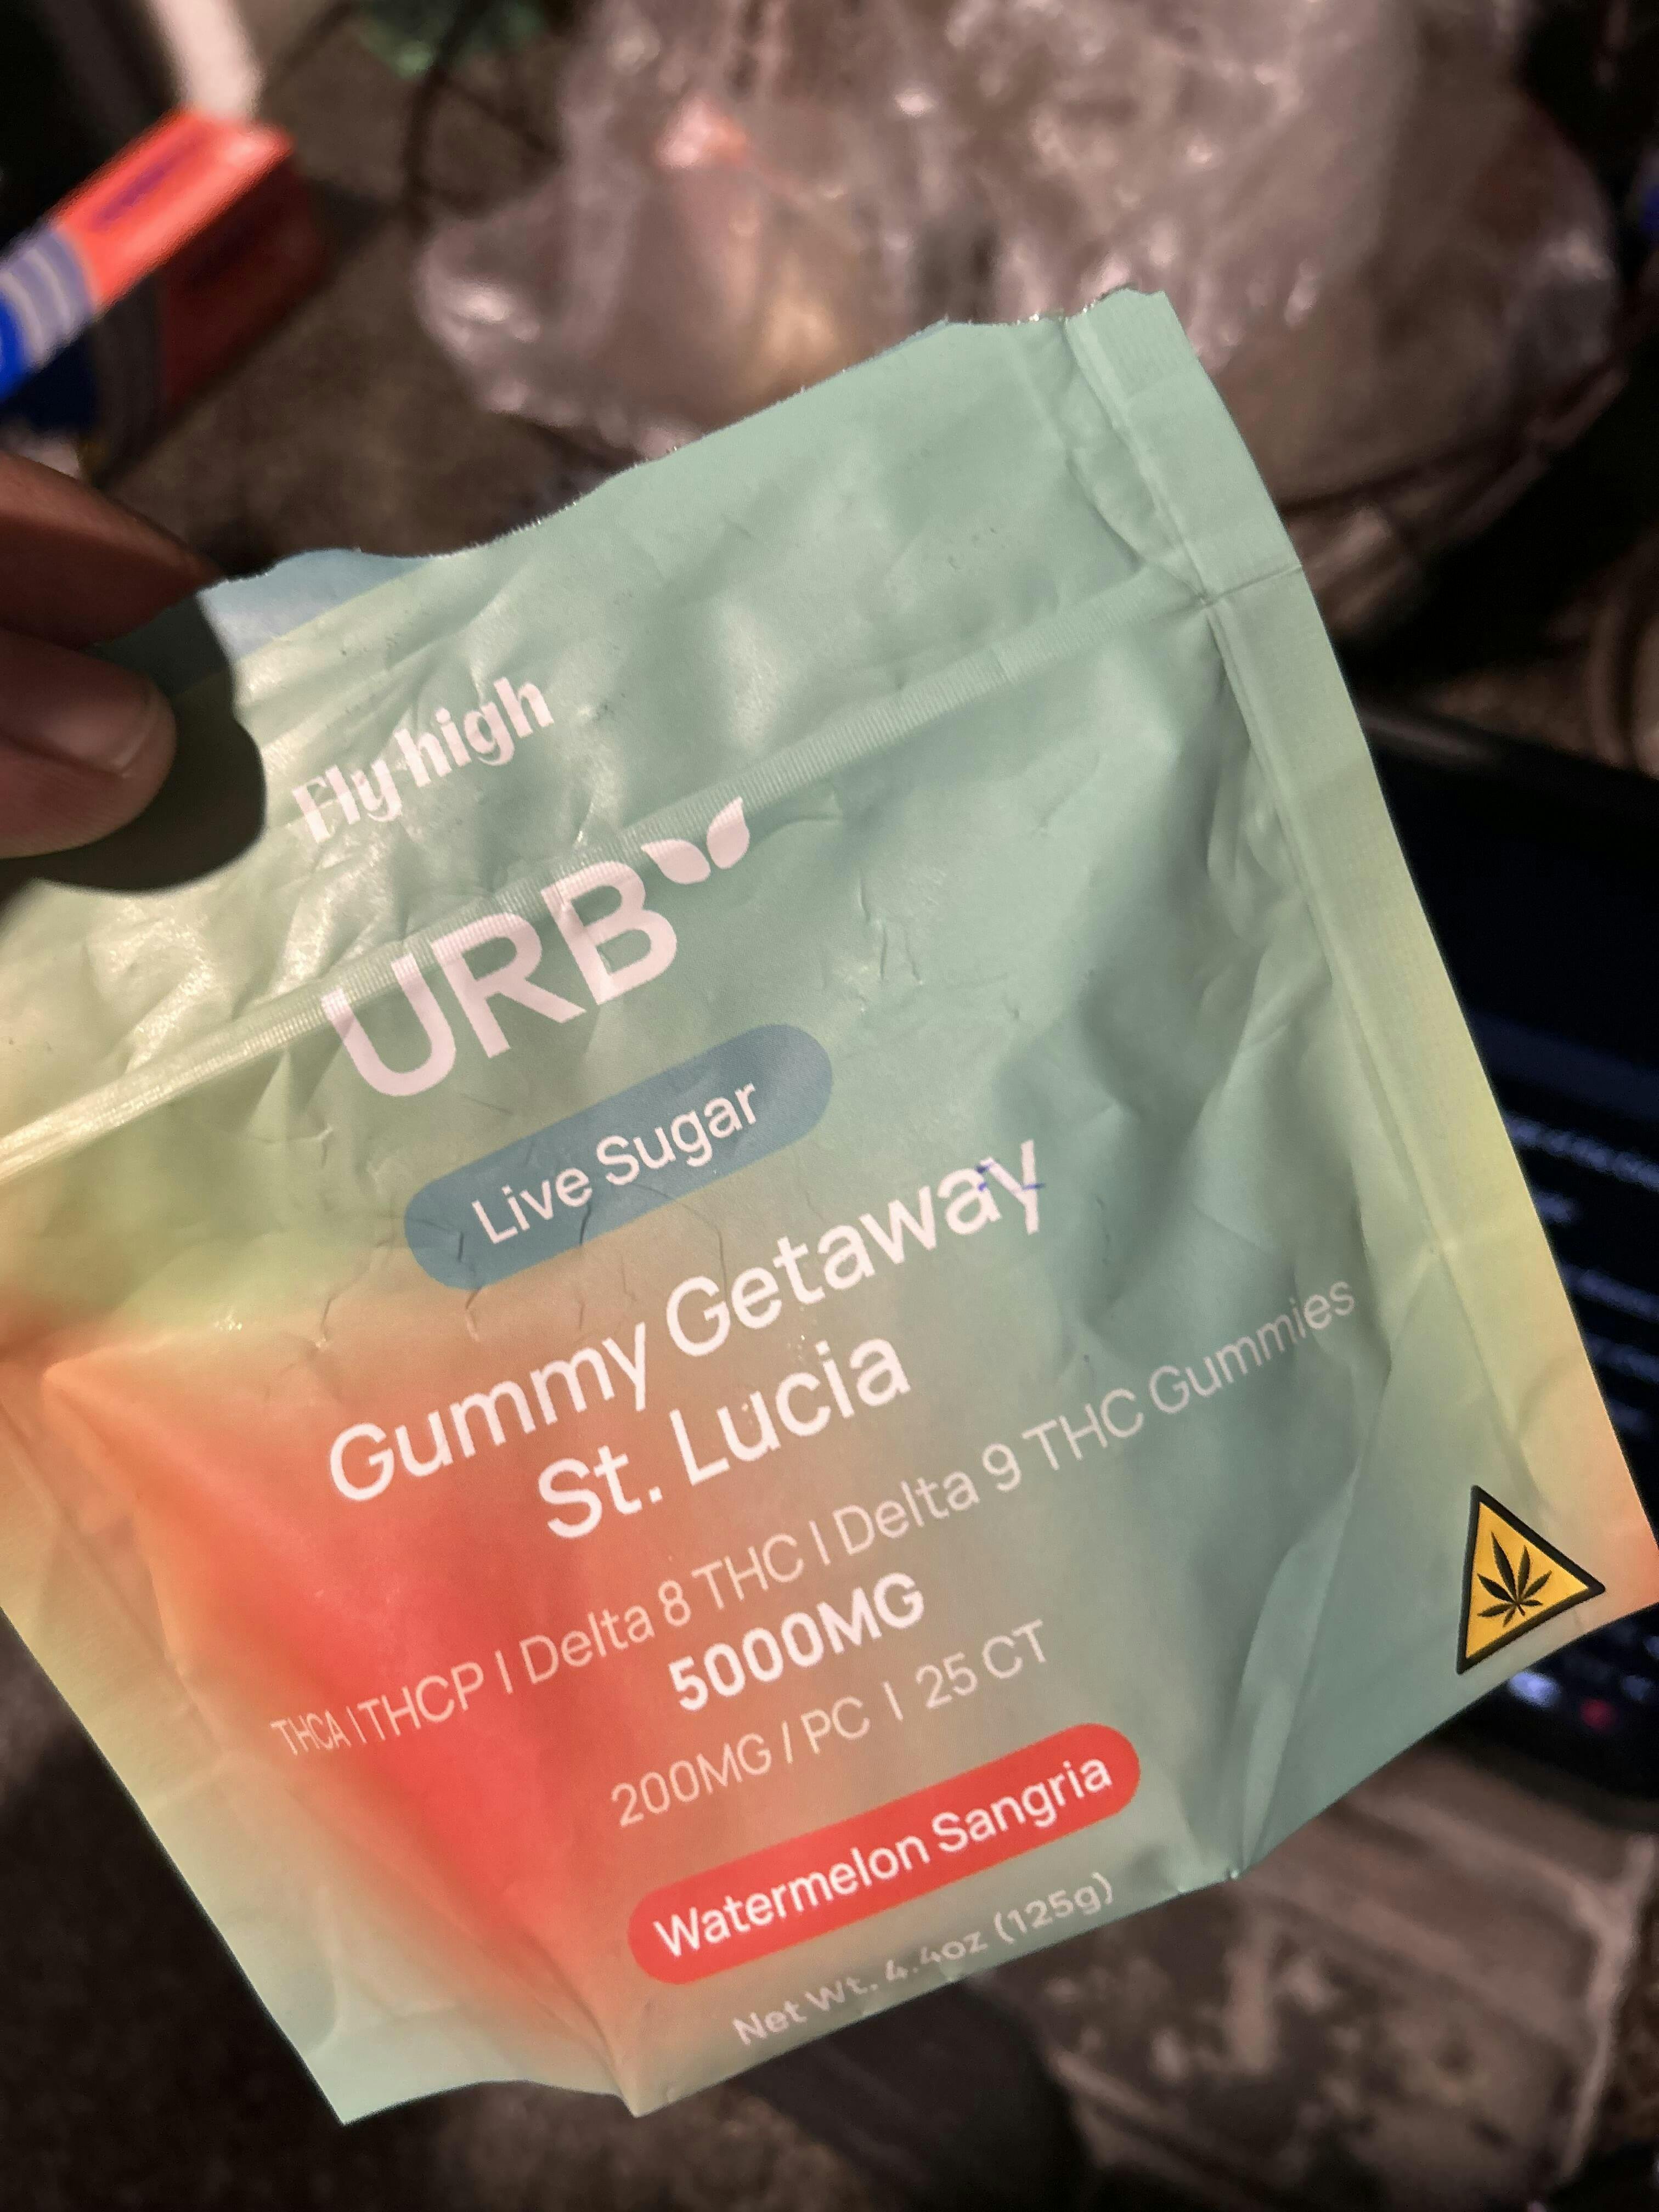 Fly high
URB
Live Sugar
Gummy Getaway
St. Lucia
THCA | THCP | Delta 8 THC | Delta 9 THC Gummies
5000MG
200MG / PC | 25 CT
Watermelon Sangria
Net Wt. 4.4oz (125g)